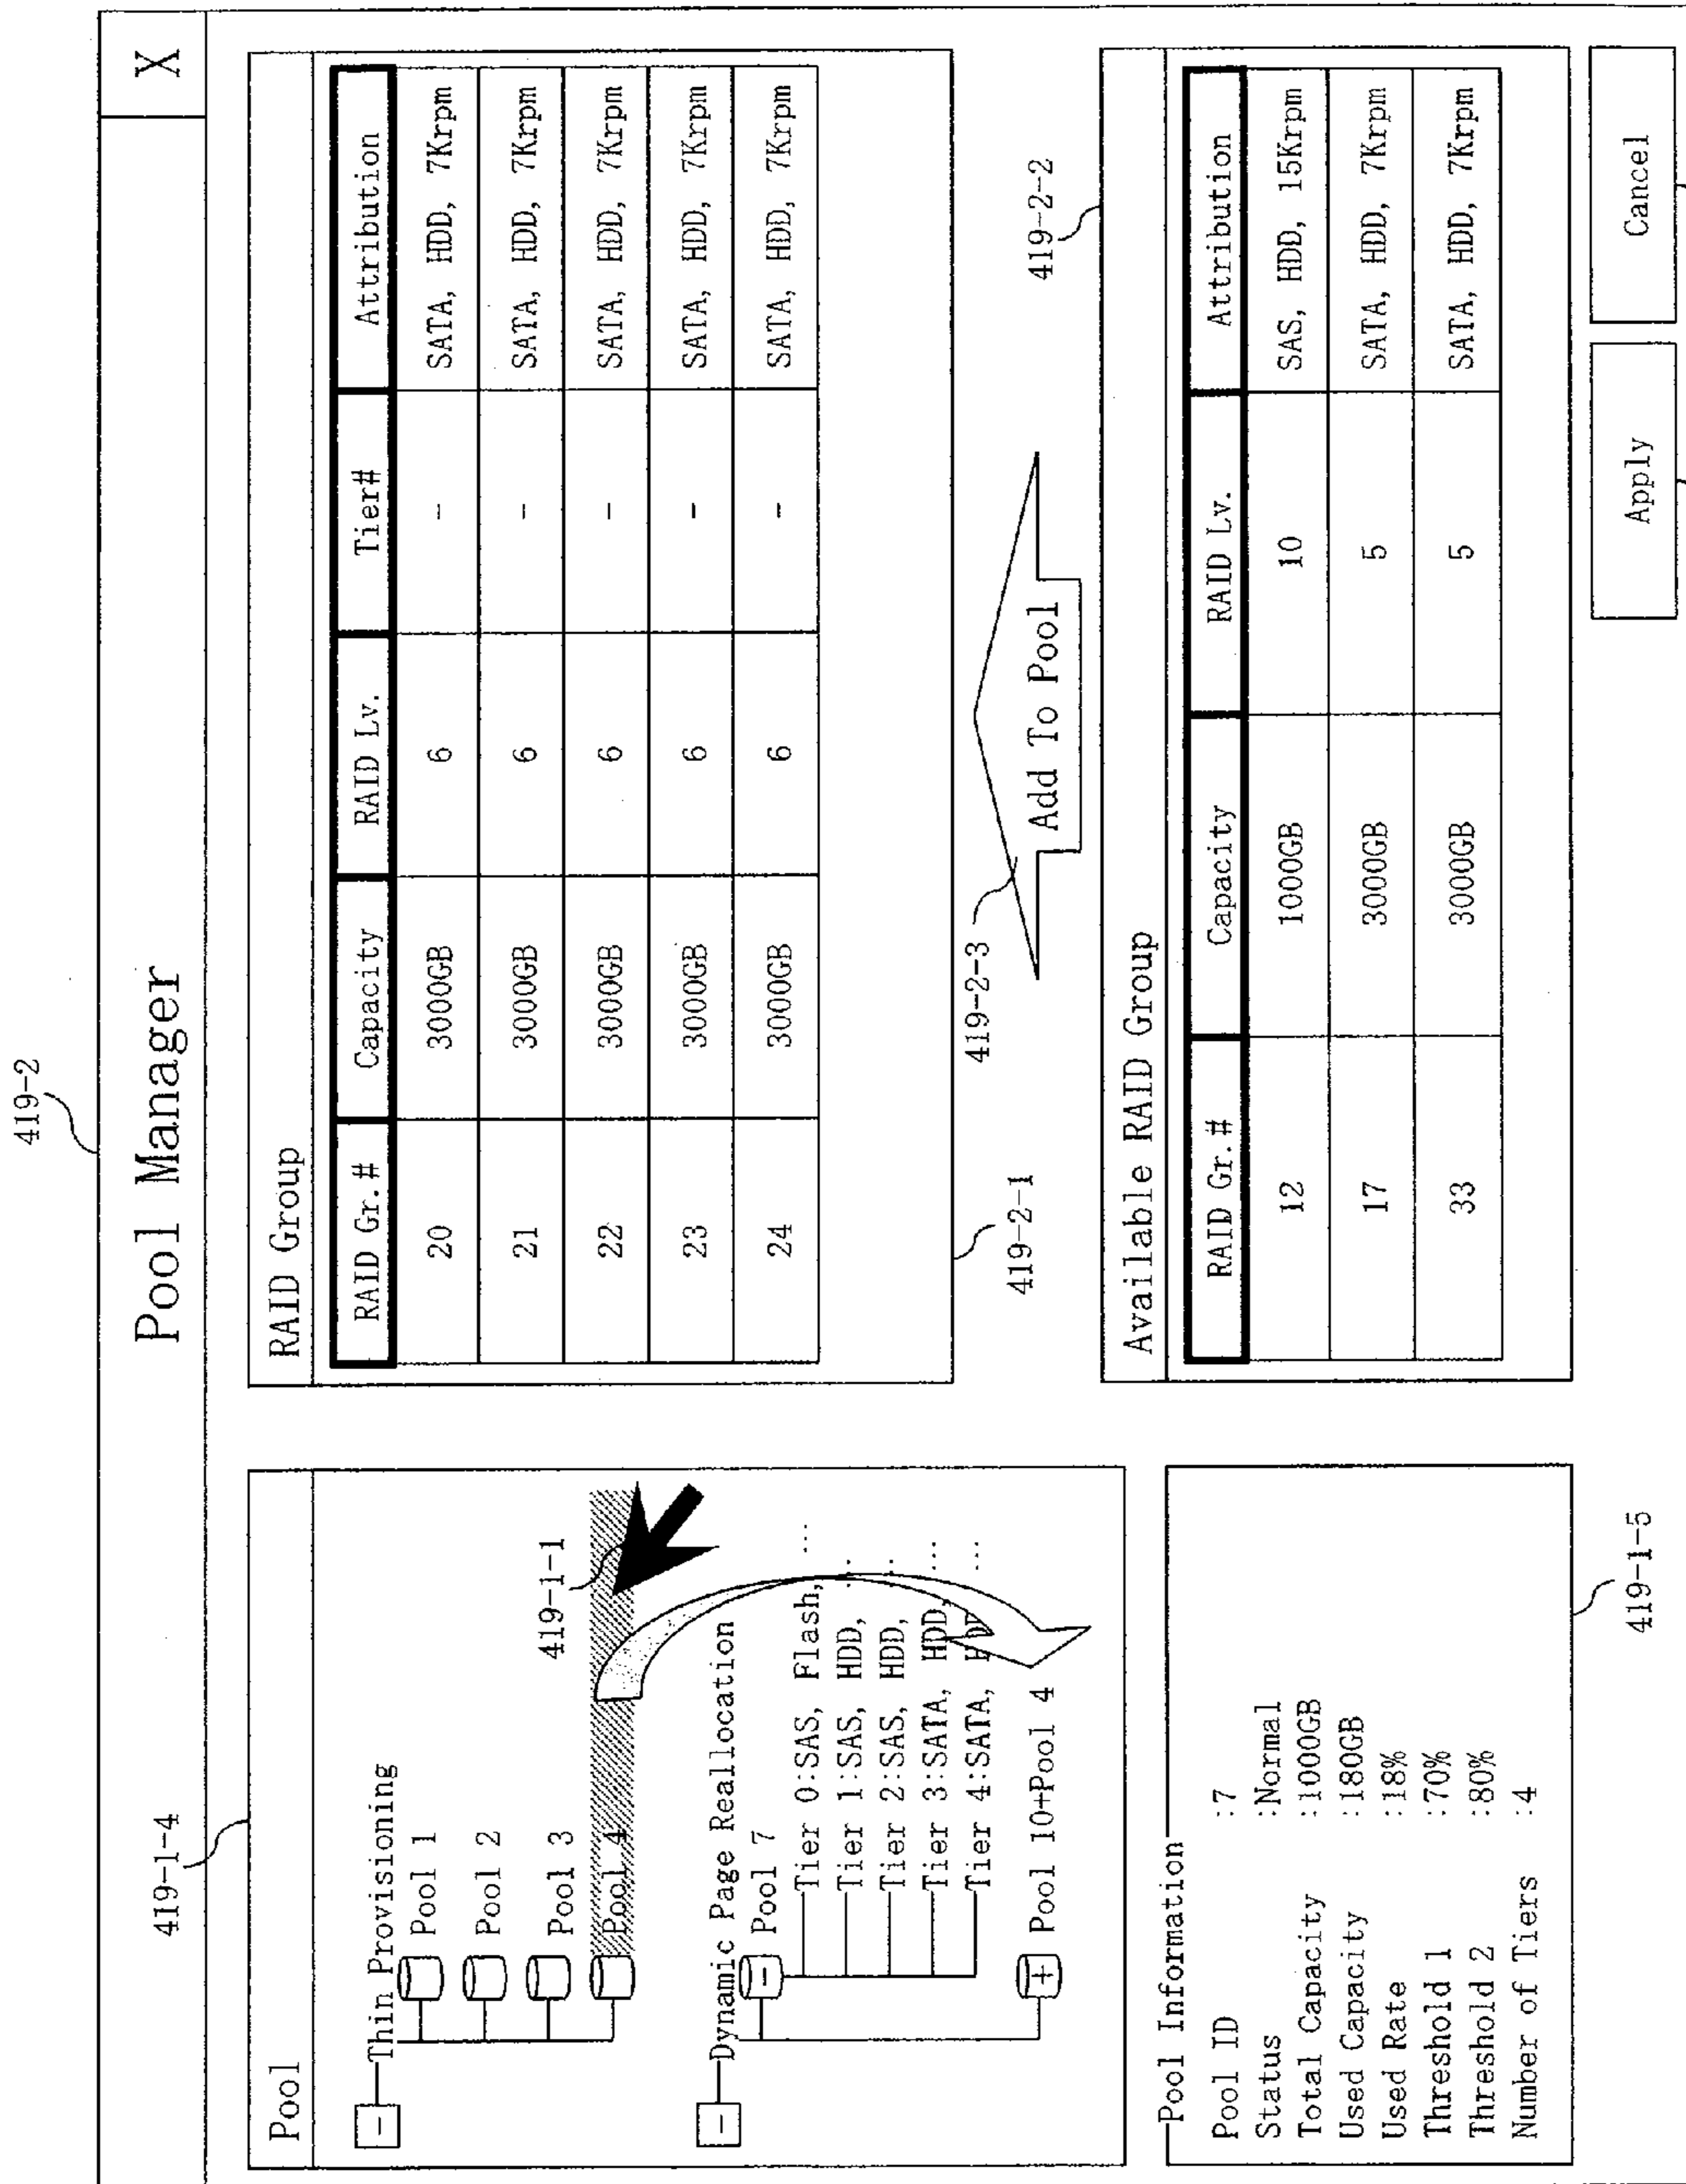 419-2
Pool Manager X
419-1-4
Pool
Thin Provisioning
Pool 1
Pool 2
Pool 3
419-1-1
Pool 4
Dynamic Page Reallocation
Pool 7
Tier 0:SAS, Flash, ...
Tier 1:SAS, HDD, ...
Tier 2:SAS, HDD, ...
Tier 3:SATA, HDD, ...
Tier 4:SATA, HDD ...
Pool 10+Pool 4
Pool Information
Pool ID :7
Status :Normal
Total Capacity :1000GB
Used Capacity :180GB
Used Rate :18%
Threshold 1 :70%
Threshold 2 :80%
Number of Tiers :4
419-1-5
RAID Group
RAID Gr.# Capacity RAID Lv. Tier# Attribution
20 3000GB 6 - SATA, HDD, 7Krpm
21 3000GB 6 - SATA, HDD, 7Krpm
22 3000GB 6 - SATA, HDD, 7Krpm
23 3000GB 6 - SATA, HDD, 7Krpm
24 3000GB 6 - SATA, HDD, 7Krpm
419-2-1
419-2-3
Add To Pool
419-2-2
Available RAID Group
RAID Gr.# Capacity RAID Lv. Attribution
12 1000GB 10 SAS, HDD, 15Krpm
17 3000GB 5 SATA, HDD, 7Krpm
33 3000GB 5 SATA, HDD, 7Krpm
Apply Cancel